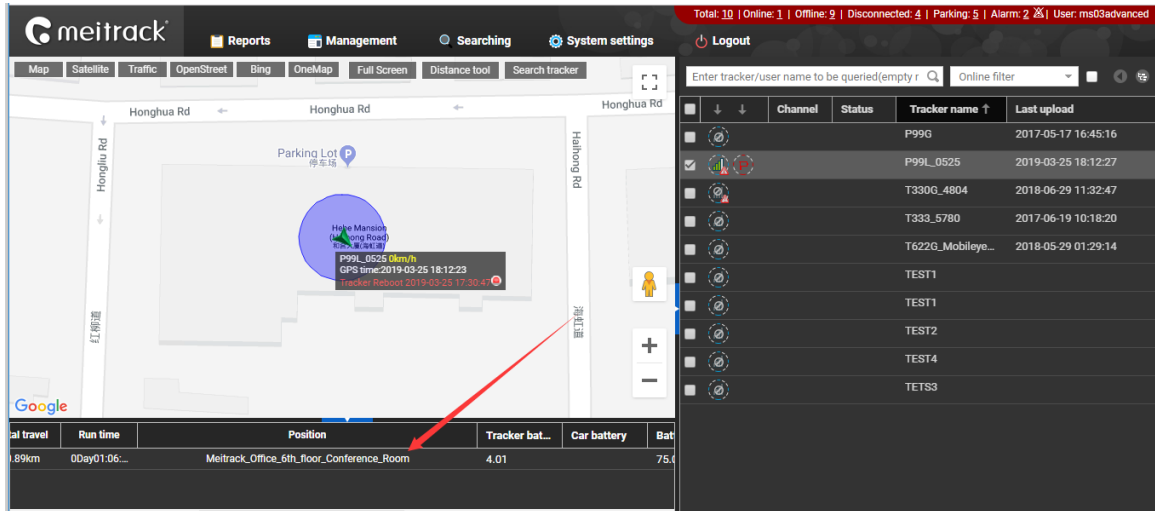 Total: 10 | Online: 1 | Offline: 9 | Disconnected: 4 | Parking: 5 | Alarm: 2 | User: ms03advanced
meitrack
Reports
Management
Searching
System settings
Logout
Map
Satellite
Traffic
OpenStreet
Bing
OneMap
Full Screen
Distance tool
Search tracker
Enter tracker/user name to be queried(empty r
Online filter
Honghua Rd
Honghua Rd
Honghua Rd
Hongliu Rd
Haihong Rd
Parking Lot P
停车场
Hebe Mansion
P99L_0525 0km/h
GPS time:2019-03-25 18:12:23
Tracker Reboot 2019-03-25 17:30:47
红柳道
海虹道
Google
Channel
Status
Tracker name ↑
Last upload
P99G 2017-05-17 16:45:16
P99L_0525 2019-03-25 18:12:27
T330G_4804 2018-06-29 11:32:47
T333_5780 2017-06-19 10:18:20
T622G_Mobileye... 2018-05-29 01:29:14
TEST1
TEST1
TEST2
TEST4
TETS3
tal travel
Run time
Position
Tracker bat...
Car battery
Batt
.89km
0Day01:06:...
Meitrack_Office_6th_floor_Conference_Room
4.01
75.0